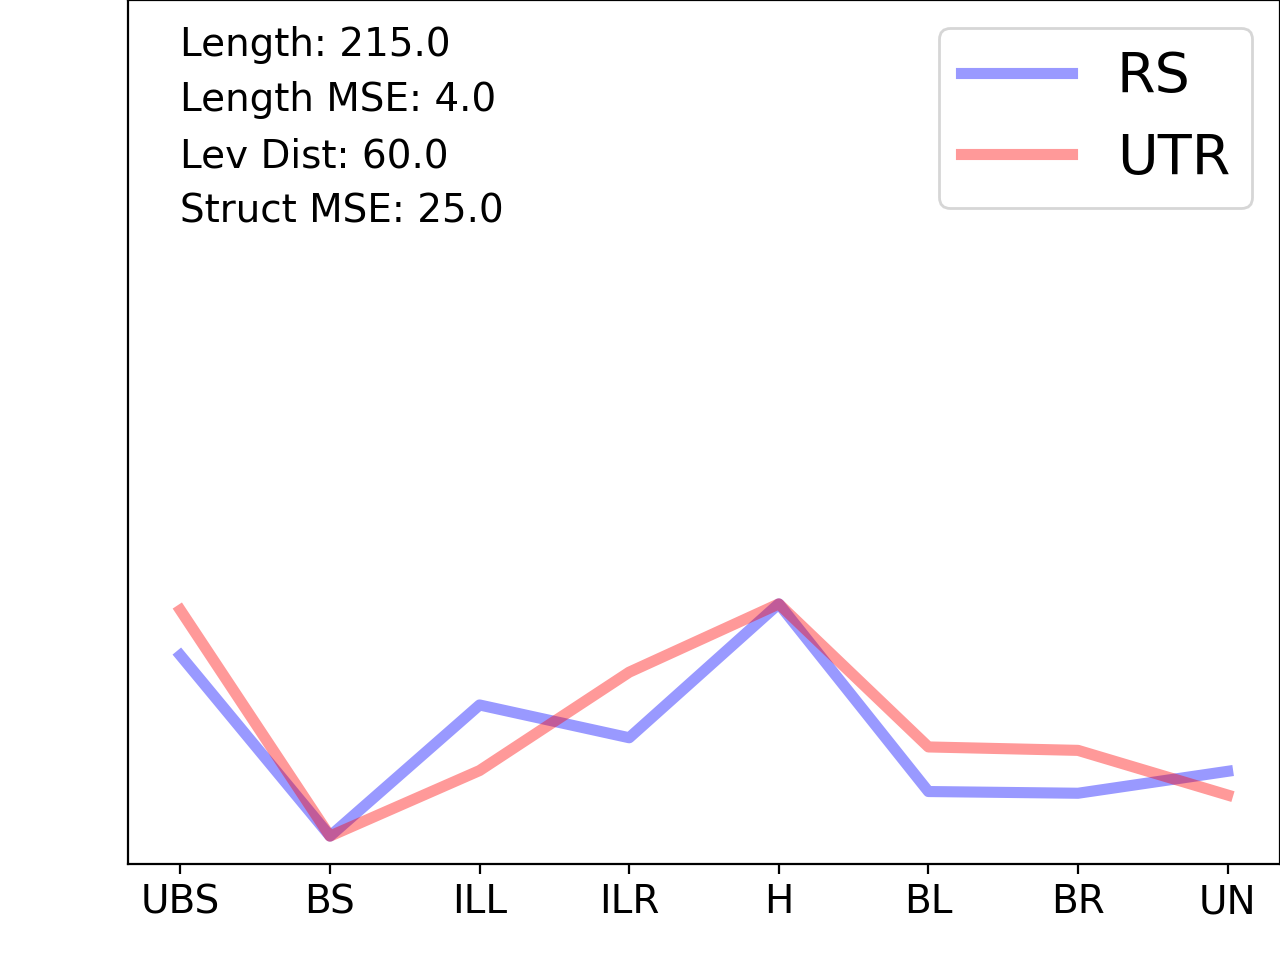 Length: 215.0
Length MSE: 4.0
Lev Dist: 60.0
Struct MSE: 25.0
RS
UTR
UBS BS ILL ILR H BL BR UN